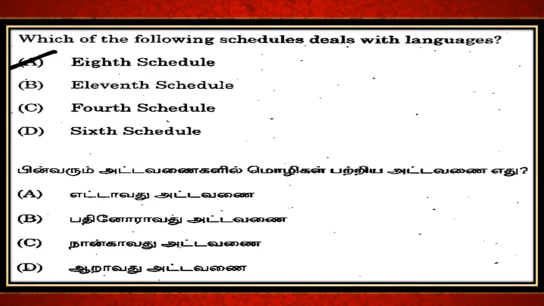 Which of the following schedules deals with languages?
(A) Eighth Schedule
(B) Eleventh Schedule
(C) Fourth Schedule
(D) Sixth Schedule
பின்வரும் அட்டவணைகளில் மொழிகள் பற்றிய அட்டவணை எது?
(A) எட்டாவது அட்டவணை
(B) பதினோராவது அட்டவணை
(C) நான்காவது அட்டவணை
(D) ஆறாவது அட்டவணை